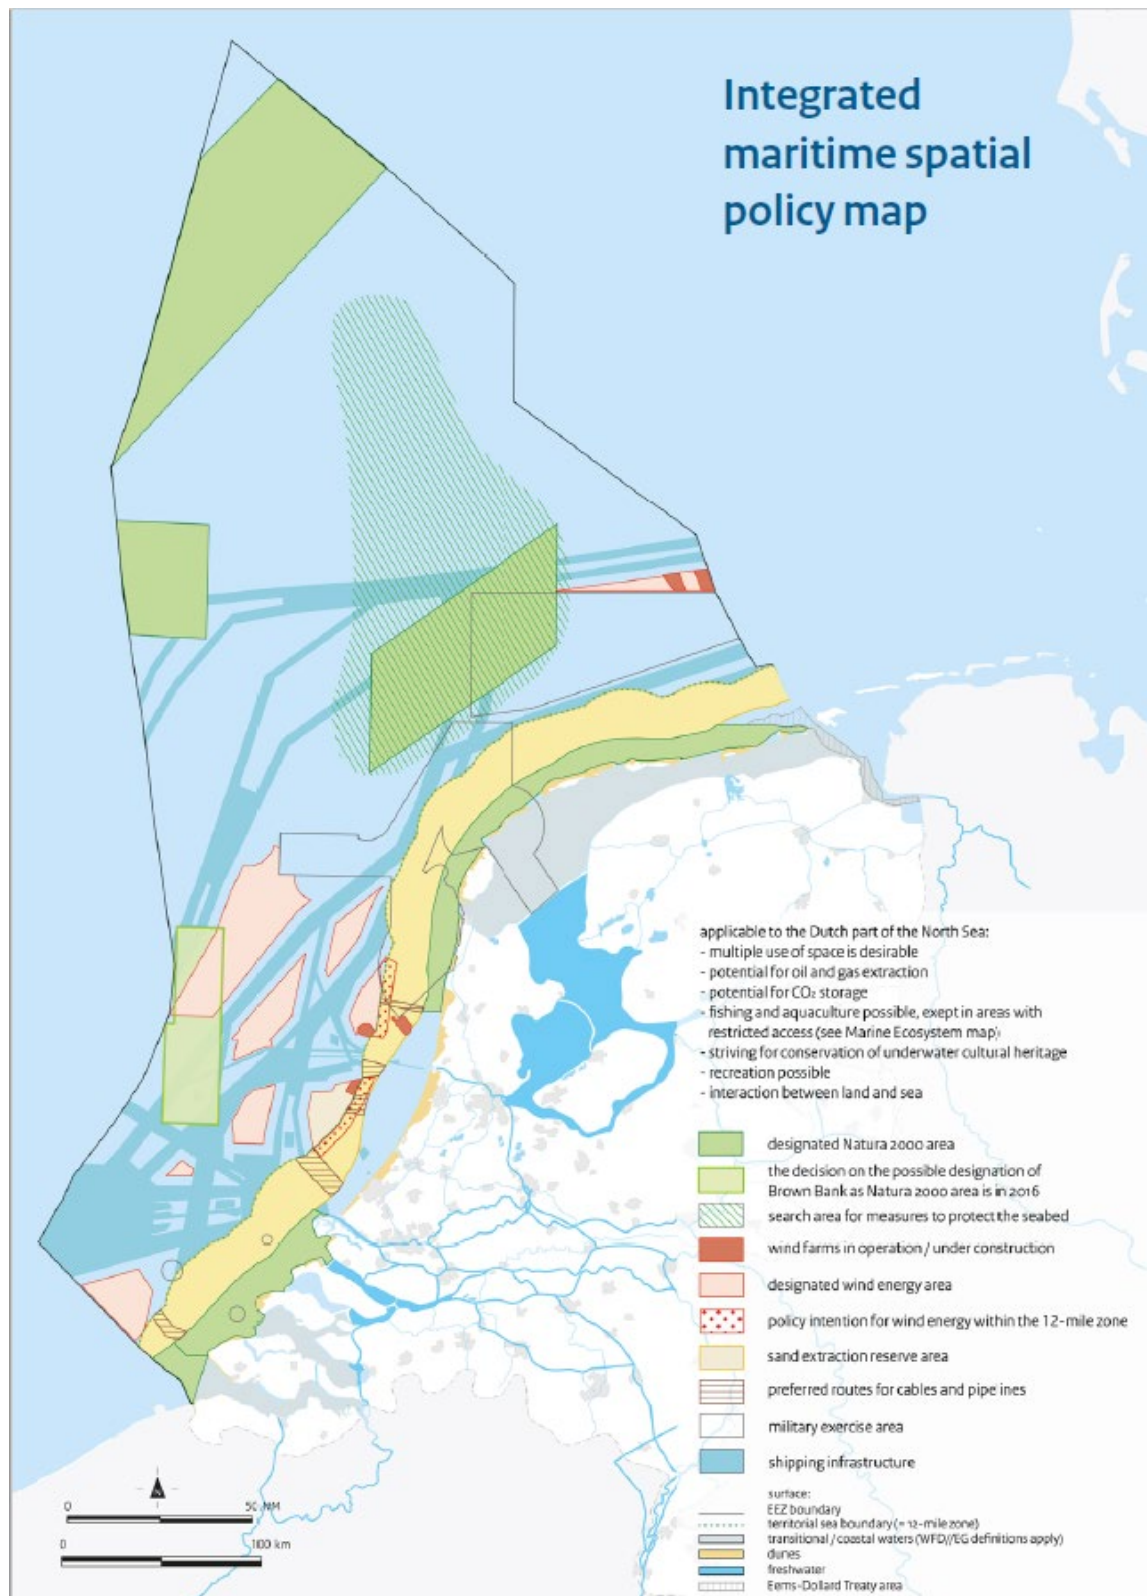 Integrated
maritime spatial
policy map
applicable to the Dutch part of the North Sea:
- multiple use of space is desirable
- potential for oil and gas extraction
- potential for CO₂ storage
- fishing and aquaculture possible, exept in areas with
restricted access (see Marine Ecosystem map)
- striving for conservation of underwater cultural heritage
- recreation possible
- interaction between land and sea
designated Natura 2000 area
the decision on the possible designation of
Brown Bank as Natura 2000 area is in 2016
search area for measures to protect the seabed
wind farms in operation / under construction
designated wind energy area
policy intention for wind energy within the 12-mile zone
sand extraction reserve area
preferred routes for cables and pipe ines
military exercise area
shipping infrastructure
surface:
EEZ boundary
territorial sea boundary (= 12-mile zone)
transitional / coastal waters (WFD//EG definitions apply)
dunes
freshwater
Eems-Dollard Treaty area
0 50 NM
0 100 km